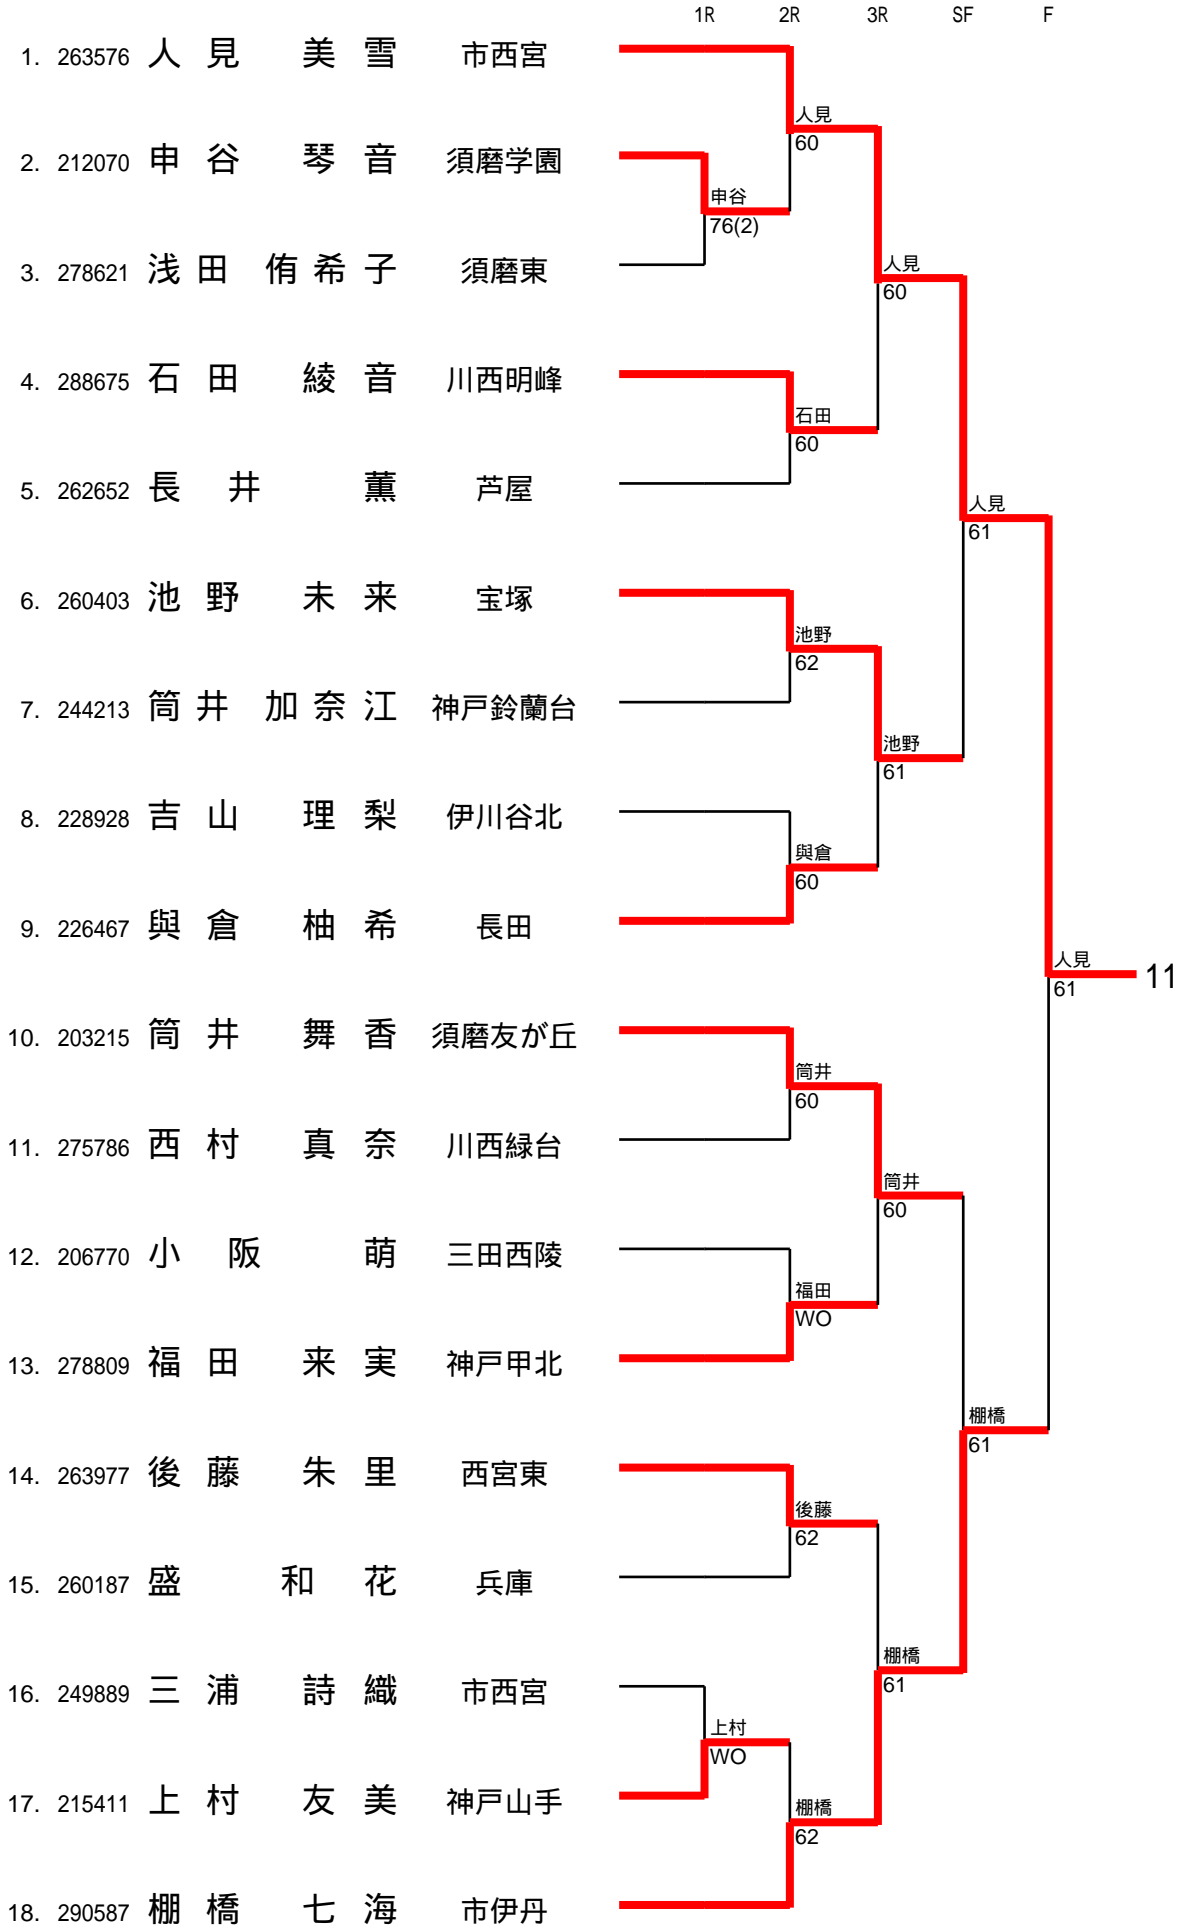 1R 2R 3R SF F
1. 263576 人見 美雪 市西宮
人見
60
2. 212070 申谷 琴音 須磨学園
申谷
76(2)
3. 278621 浅田 侑希子 須磨東
人見
60
4. 288675 石田 綾音 川西明峰
石田
60
5. 262652 長井 薫 芦屋
人見
61
6. 260403 池野 未来 宝塚
池野
62
7. 244213 筒井 加奈江 神戸鈴蘭台
池野
61
8. 228928 吉山 理梨 伊川谷北
與倉
60
9. 226467 與倉 柚希 長田
人見
61
11
10. 203215 筒井 舞香 須磨友が丘
筒井
60
11. 275786 西村 真奈 川西緑台
筒井
60
12. 206770 小阪 萌 三田西陵
福田
WO
13. 278809 福田 来実 神戸甲北
棚橋
61
14. 263977 後藤 朱里 西宮東
後藤
62
15. 260187 盛 和花 兵庫
棚橋
61
16. 249889 三浦 詩織 市西宮
上村
WO
17. 215411 上村 友美 神戸山手
棚橋
62
18. 290587 棚橋 七海 市伊丹